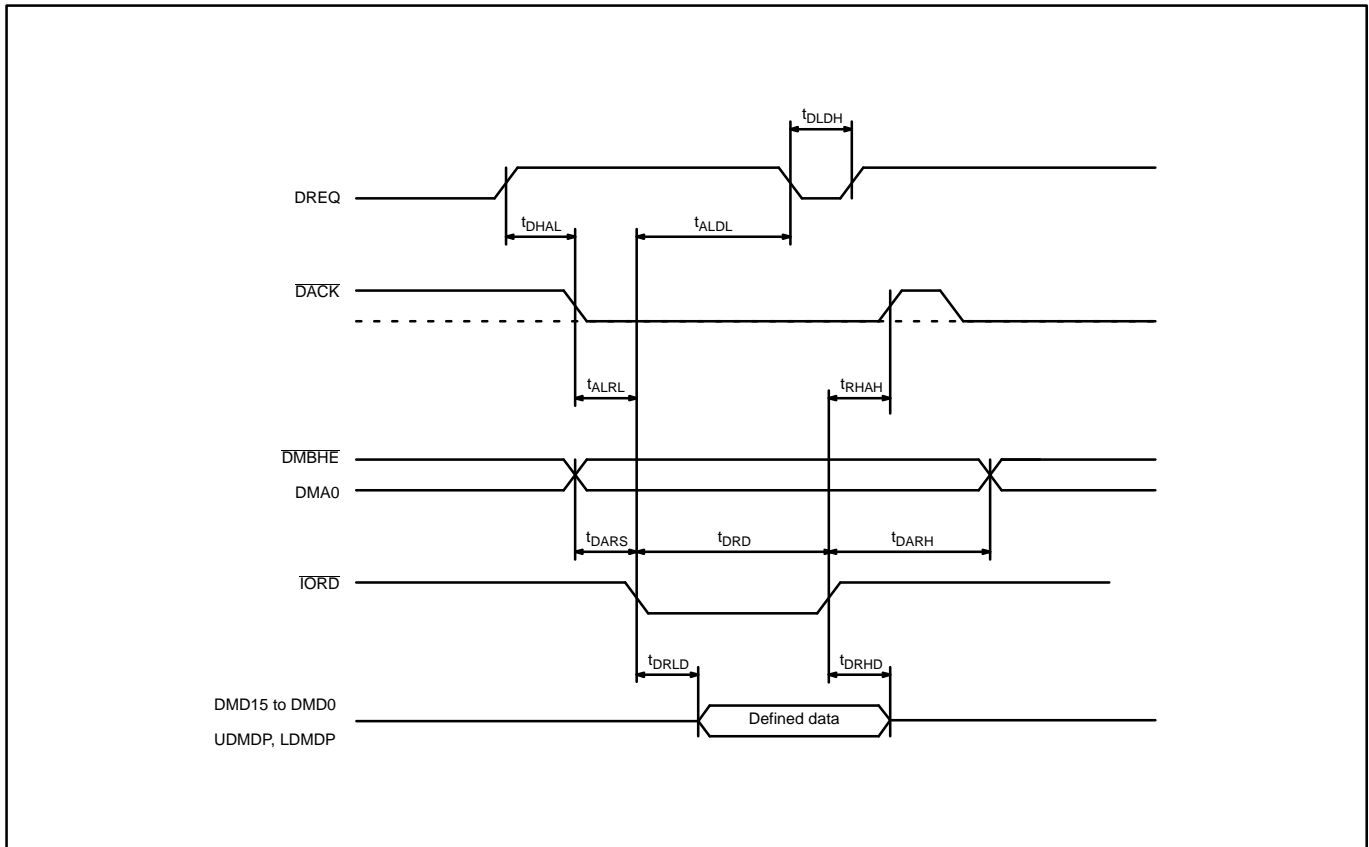 tDLDH
DREQ
tDHAL
tALDL
DACK
tALRL
tRHAH
DMBHE
DMA0
tDARS
tDRD
tDARH
IORD
tDRLD
tDRHD
DMD15 to DMD0
Defined data
UDMDP, LDMDP